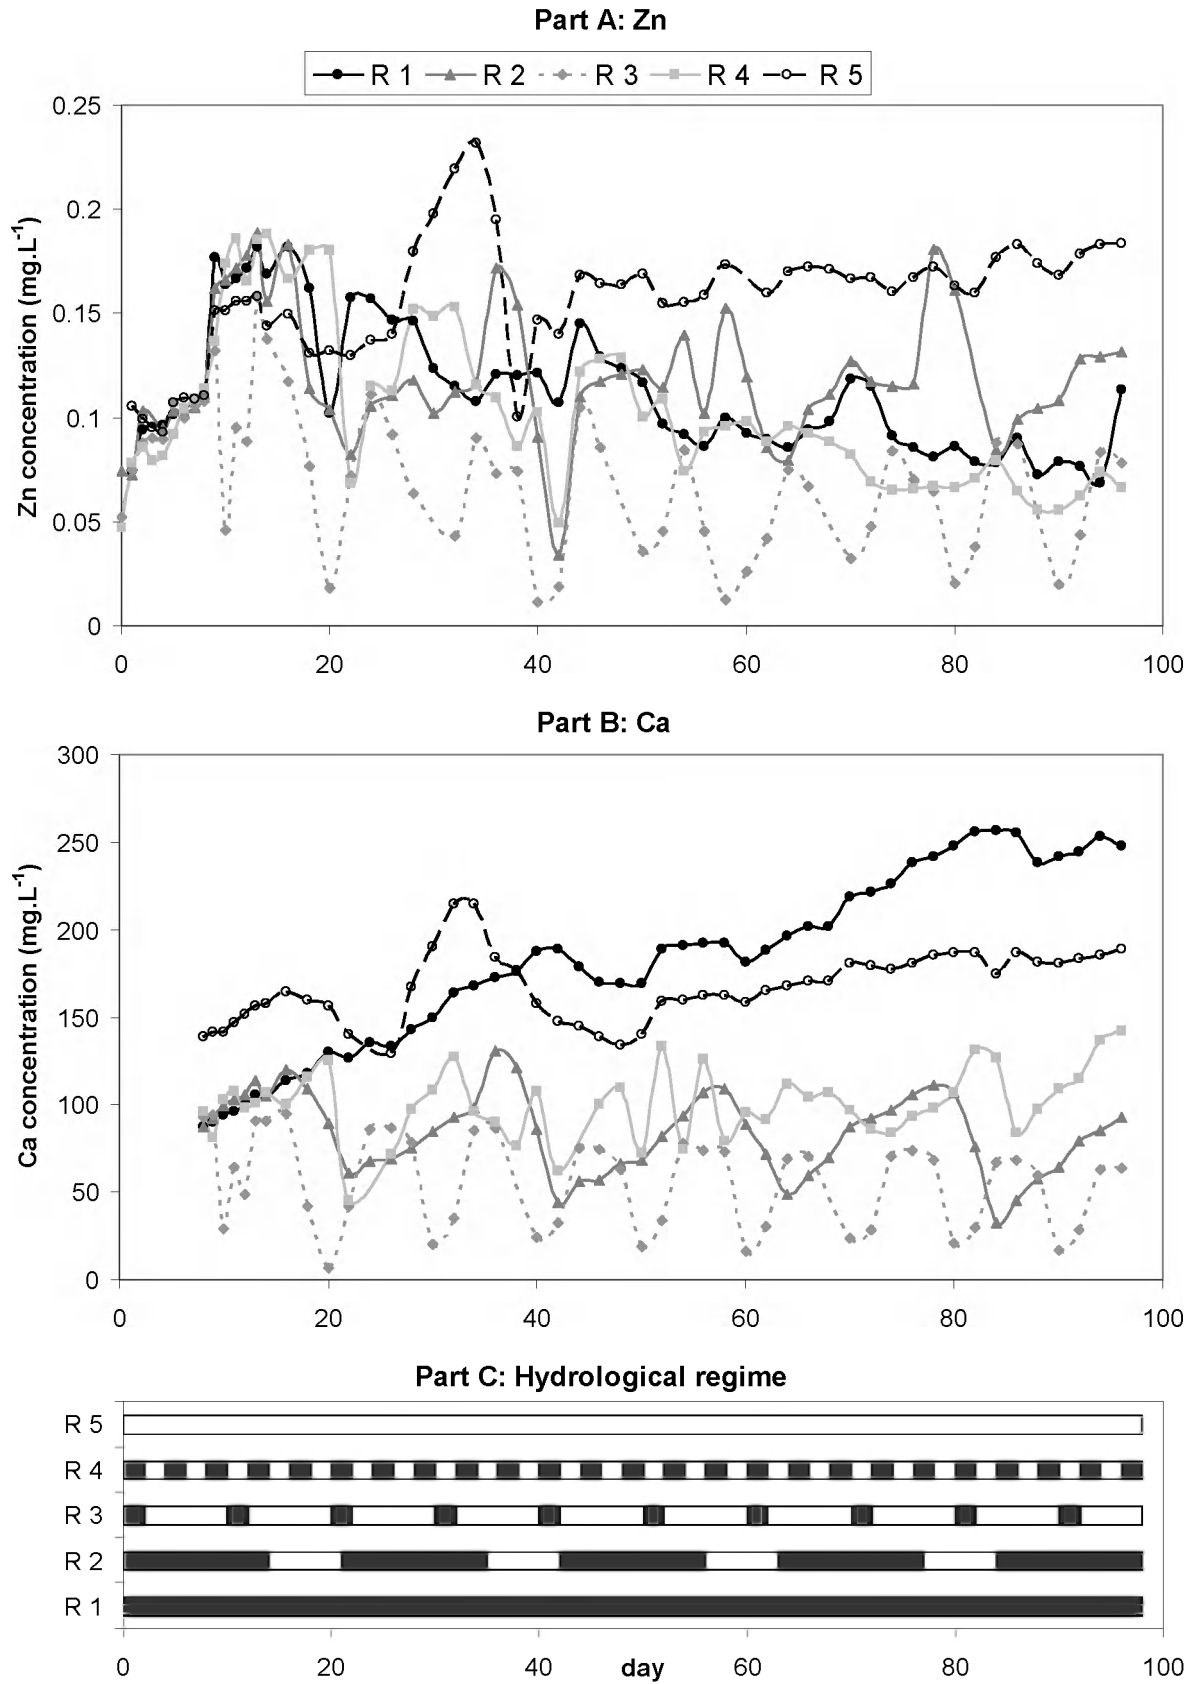 Part A: Zn
R 1 R 2 R 3 R 4 R 5
Zn concentration (mg.L-1)
0.25
0.2
0.15
0.1
0.05
0
0 20 40 60 80 100
Part B: Ca
Ca concentration (mg.L-1)
300
250
200
150
100
50
0
0 20 40 60 80 100
Part C: Hydrological regime
R 5
R 4
R 3
R 2
R 1
0 20 40 day 60 80 100